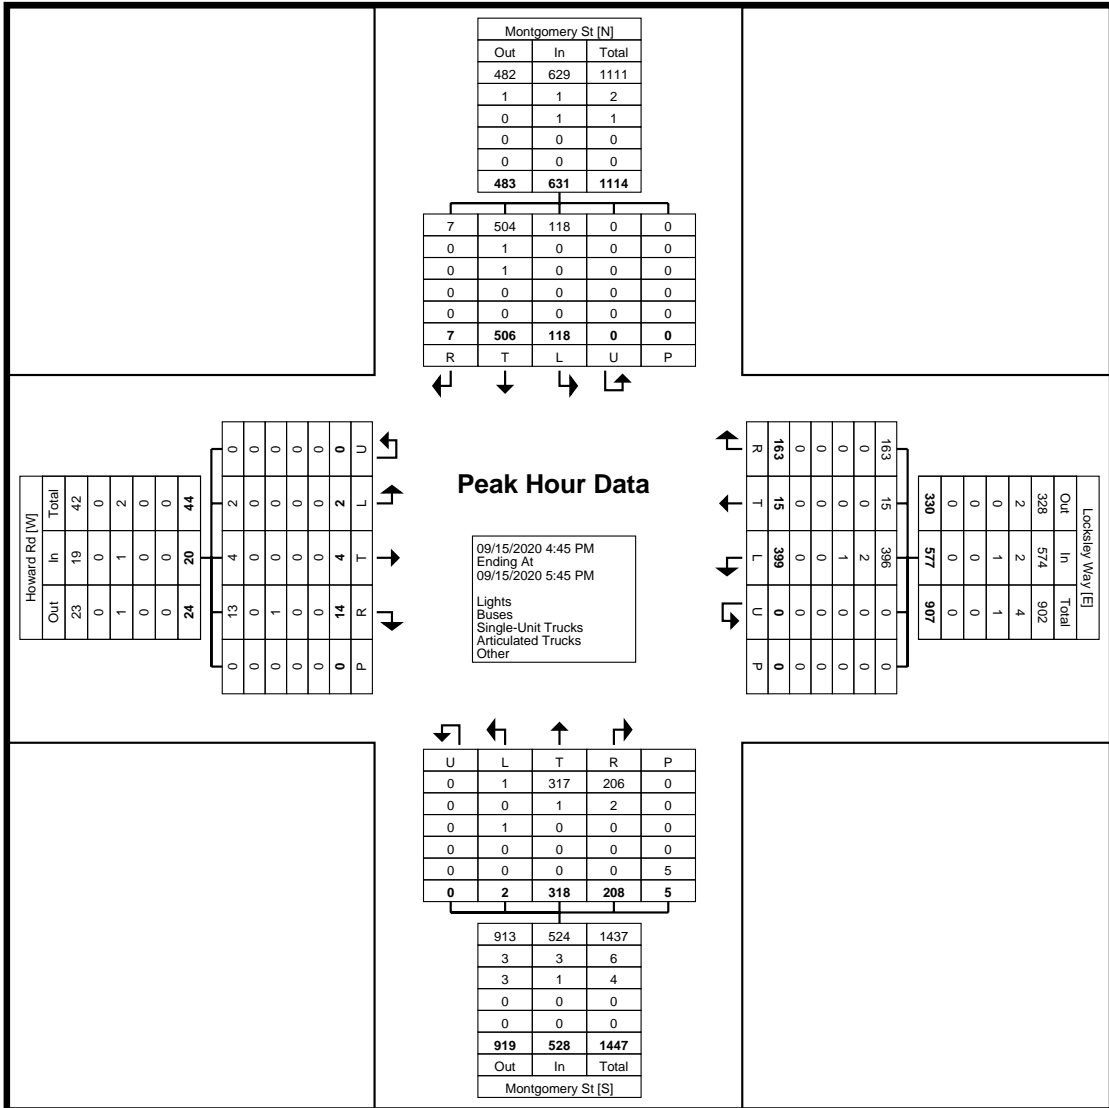 Montgomery St [N]
Out In Total
482 629 1111
1 1 2
0 1 1
0 0 0
0 0 0
483 631 1114
7 504 118 0 0
0 1 0 0 0
0 1 0 0 0
0 0 0 0 0
0 0 0 0 0
7 506 118 0 0
R T L U P
Howard Rd [W]
Total 42 0 2 0 0 44
In 19 0 1 0 0 20
Out 23 0 1 0 0 24
0 0 0 0 0 0 U
2 0 0 0 0 2 L
4 0 0 0 0 4 T
13 0 1 0 0 14 R
0 0 0 0 0 0 P
Peak Hour Data
09/15/2020 4:45 PM
Ending At
09/15/2020 5:45 PM
Lights
Buses
Single-Unit Trucks
Articulated Trucks
Other
R 163 0 0 0 0 163
T 15 0 0 0 0 15
L 399 0 0 1 2 396
U 0 0 0 0 0 0
P 0 0 0 0 0 0
330 0 0 0 2 328 Out
577 0 0 1 2 574 In
907 0 0 1 4 902 Total
Locksley Way [E]
U L T R P
0 1 317 206 0
0 0 1 2 0
0 1 0 0 0
0 0 0 0 0
0 0 0 0 5
0 2 318 208 5
913 524 1437
3 3 6
3 1 4
0 0 0
0 0 0
919 528 1447
Out In Total
Montgomery St [S]